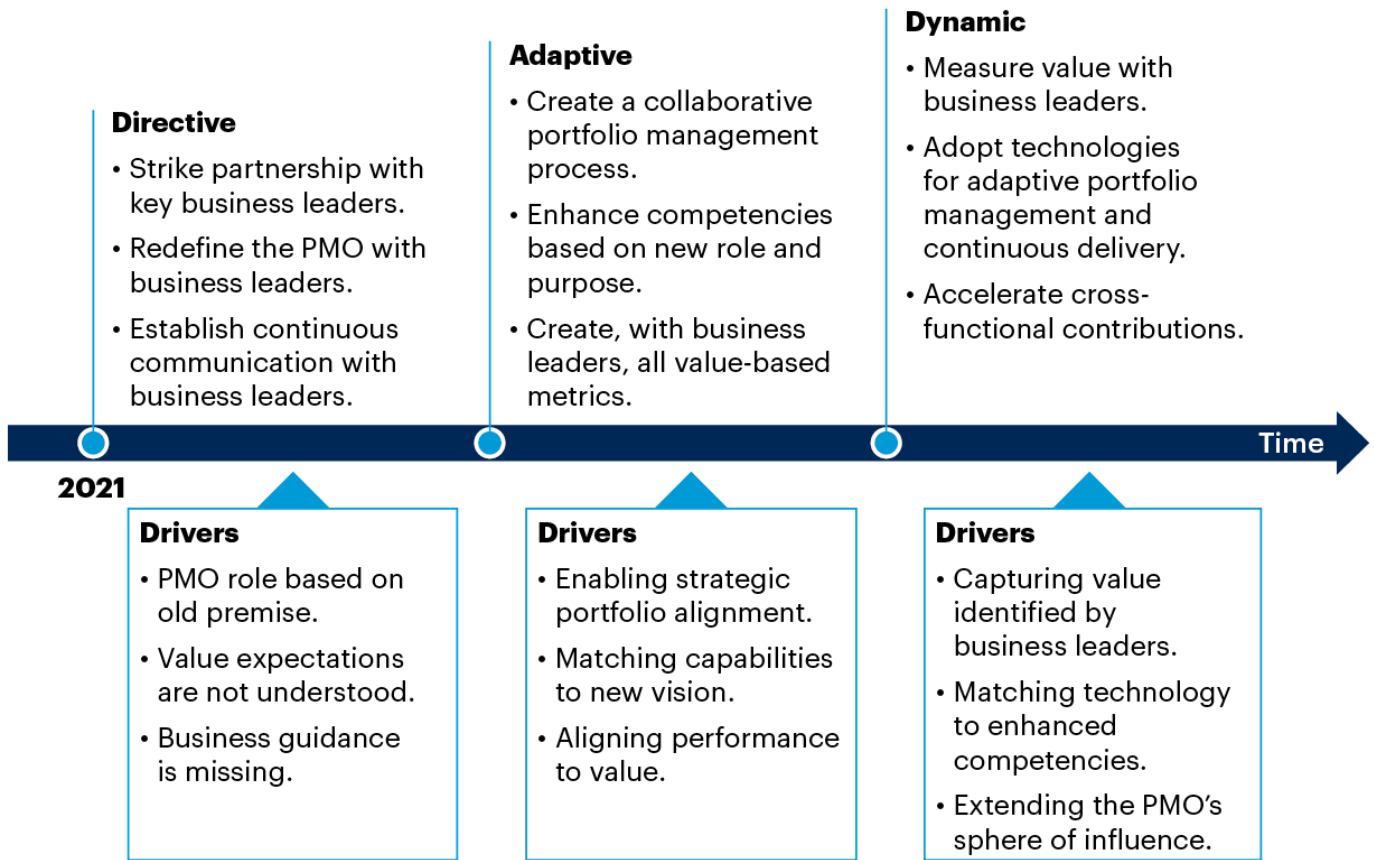 Directive
• Strike partnership with
key business leaders.
• Redefine the PMO with
business leaders.
• Establish continuous
communication with
business leaders.
Adaptive
• Create a collaborative
portfolio management
process.
• Enhance competencies
based on new role and
purpose.
• Create, with business
leaders, all value-based
metrics.
Dynamic
• Measure value with
business leaders.
• Adopt technologies
for adaptive portfolio
management and
continuous delivery.
• Accelerate cross-
functional contributions.
Time
2021
Drivers
• PMO role based on
old premise.
• Value expectations
are not understood.
• Business guidance
is missing.
Drivers
• Enabling strategic
portfolio alignment.
• Matching capabilities
to new vision.
• Aligning performance
to value.
Drivers
• Capturing value
identified by
business leaders.
• Matching technology
to enhanced
competencies.
• Extending the PMO’s
sphere of influence.